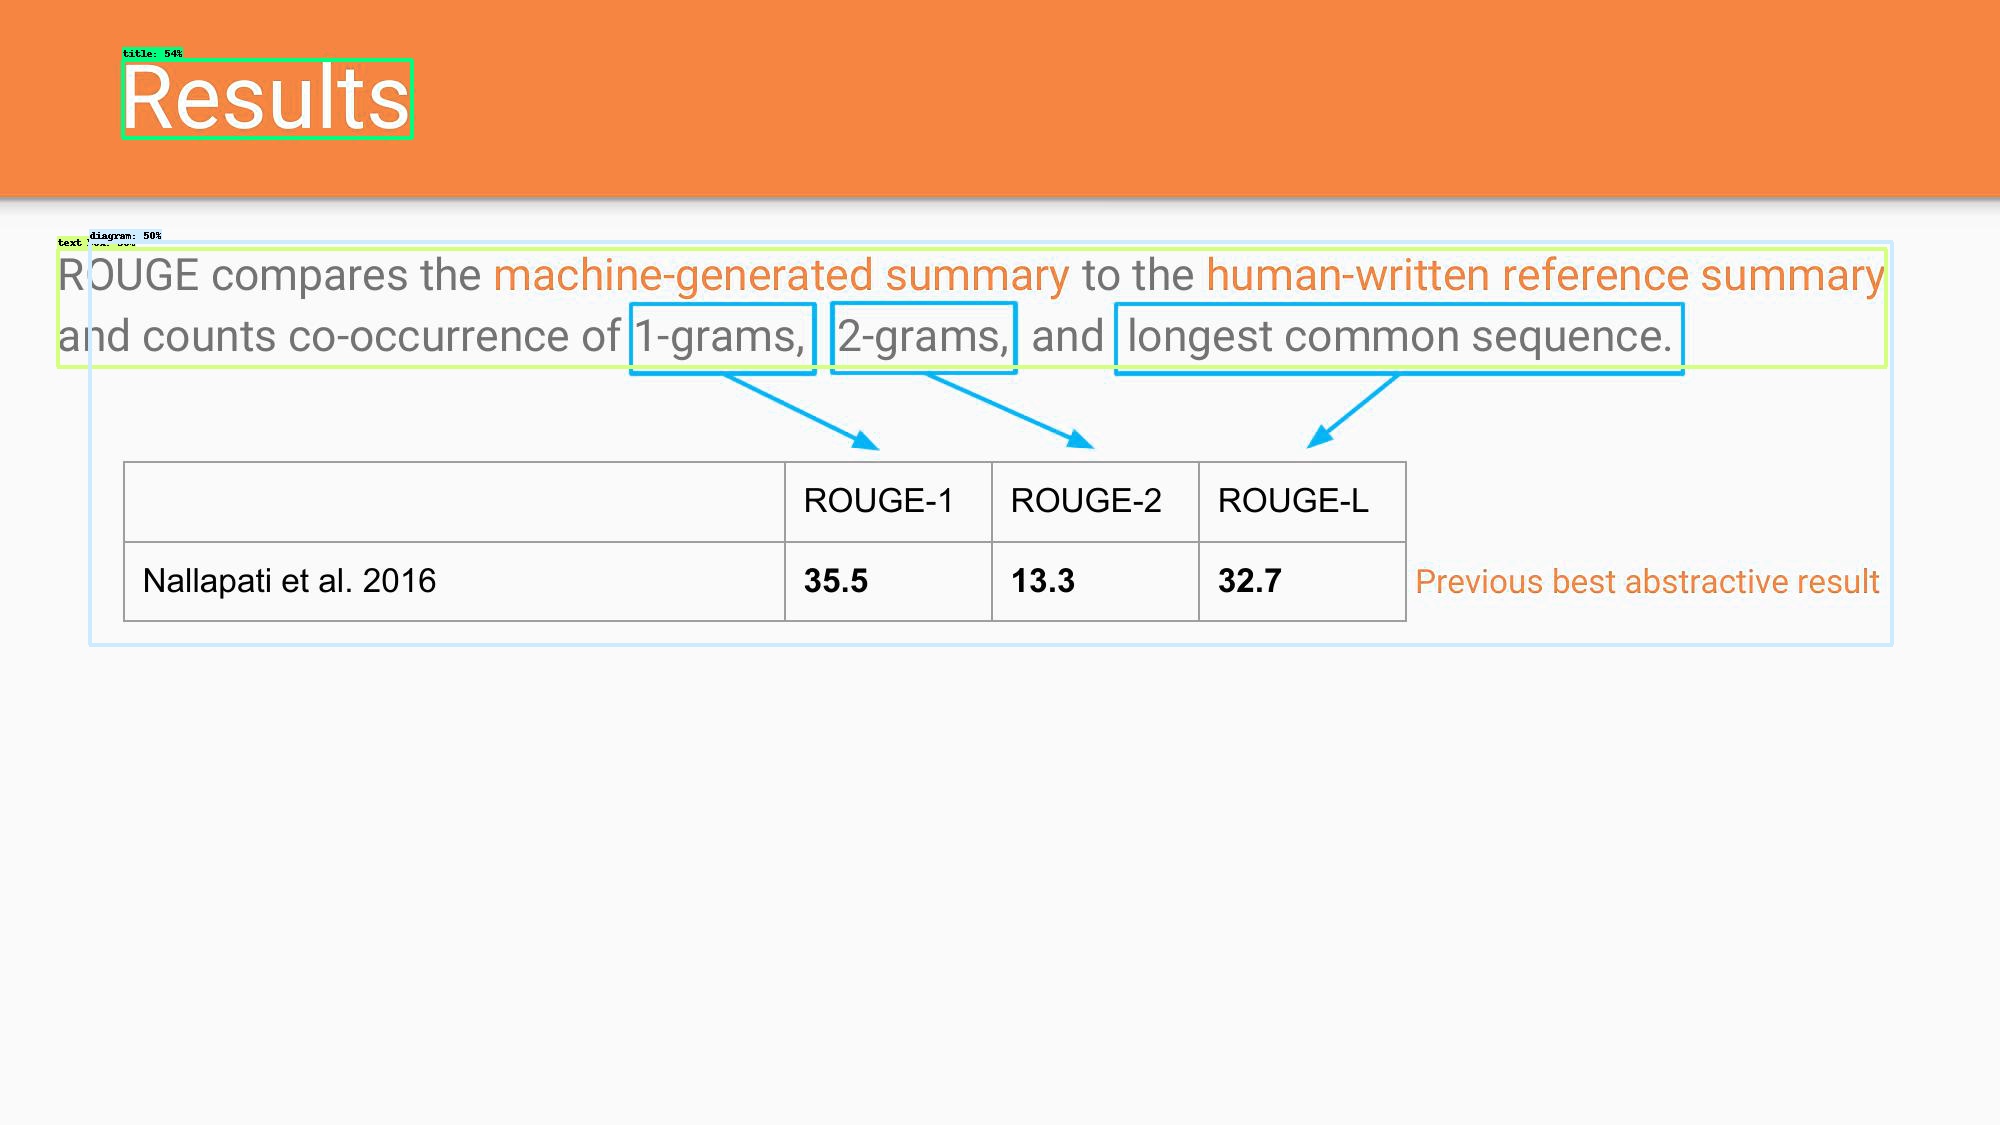 title: 54%
Results
diagram: 50%
text
ROUGE compares the machine-generated summary to the human-written reference summary
and counts co-occurrence of 1-grams, 2-grams, and longest common sequence.
ROUGE-1 ROUGE-2 ROUGE-L
Nallapati et al. 2016 35.5 13.3 32.7 Previous best abstractive result